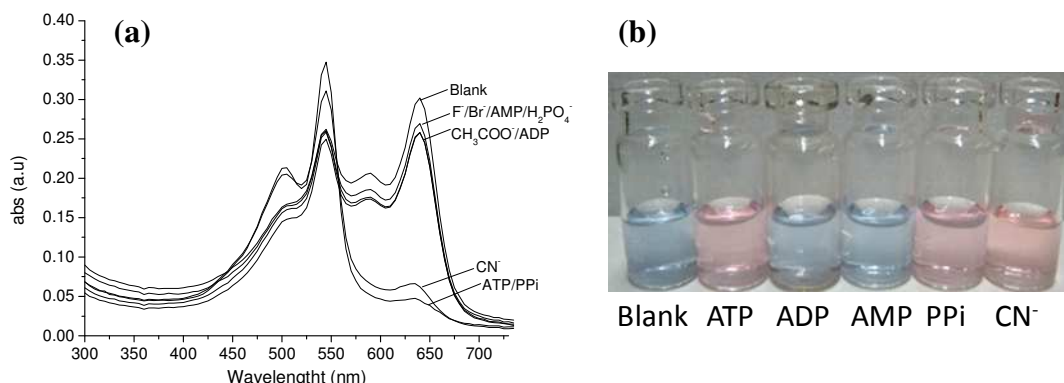 (a)
0.40
0.35
0.30
0.25
0.20
0.15
0.10
0.05
0.00
abs (a.u)
Blank
F⁻/Br⁻/AMP/H₂PO₄⁻
CH₃COO⁻/ADP
CN⁻
ATP/PPi
300 350 400 450 500 550 600 650 700
Wavelengtht (nm)
(b)
Blank ATP ADP AMP PPi CN⁻